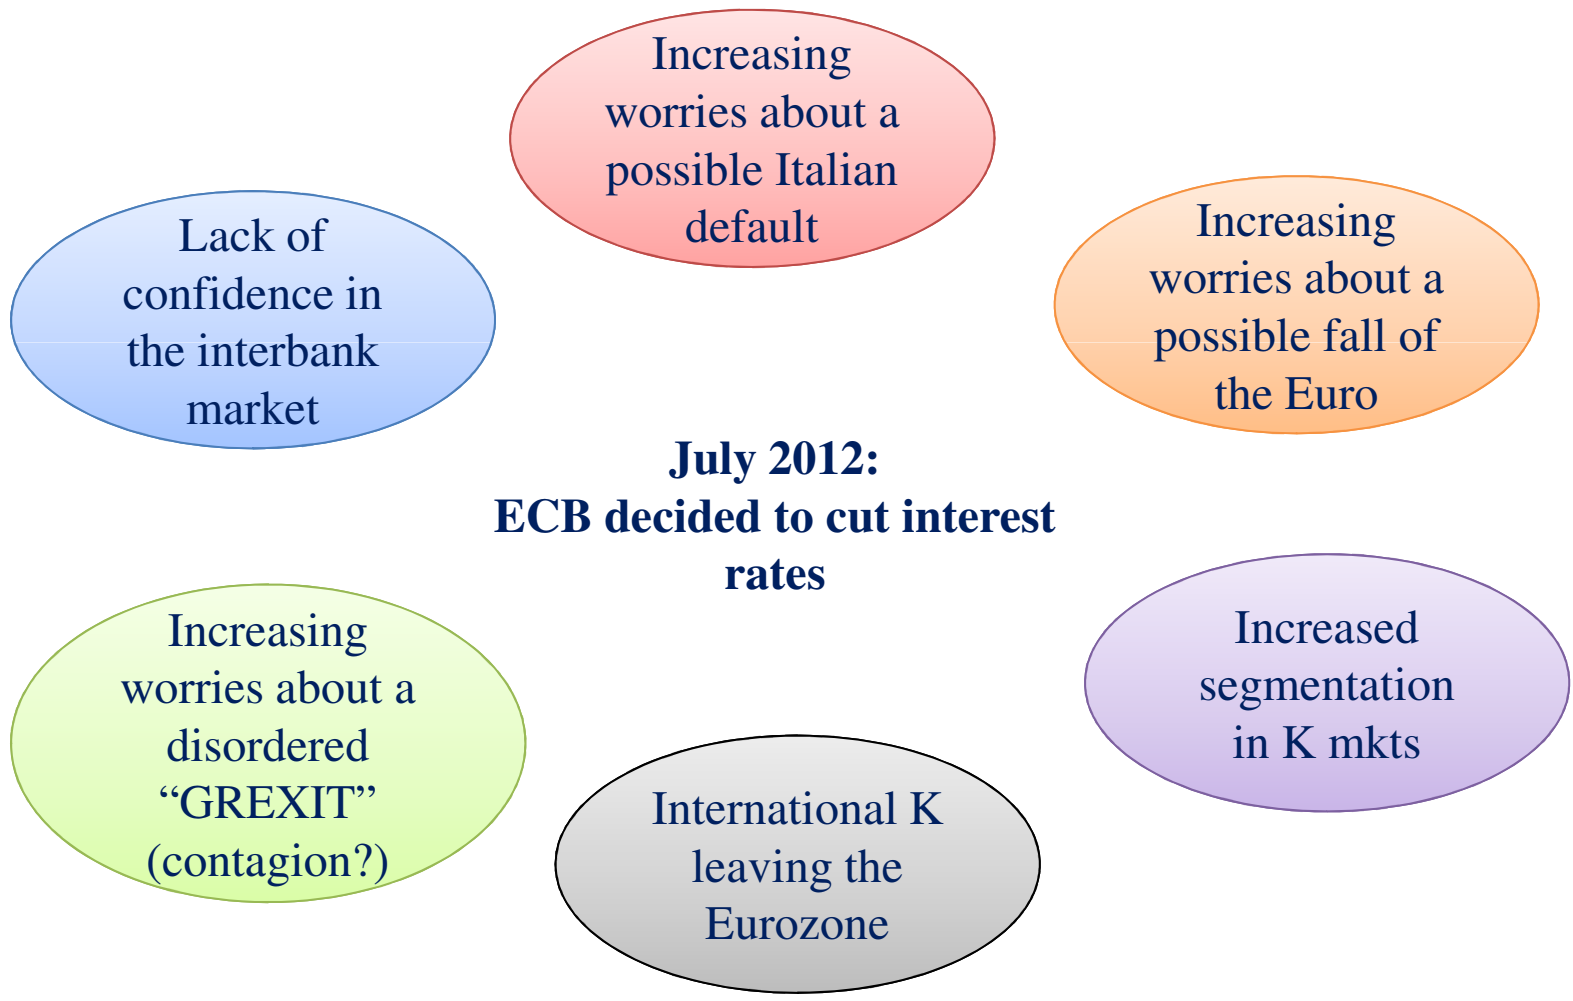 Increasing
worries about a
possible Italian
default
Lack of
confidence in
the interbank
market
Increasing
worries about a
possible fall of
the Euro
July 2012:
ECB decided to cut interest
rates
Increasing
worries about a
disordered
“GREXIT”
(contagion?)
Increased
segmentation
in K mkts
International K
leaving the
Eurozone